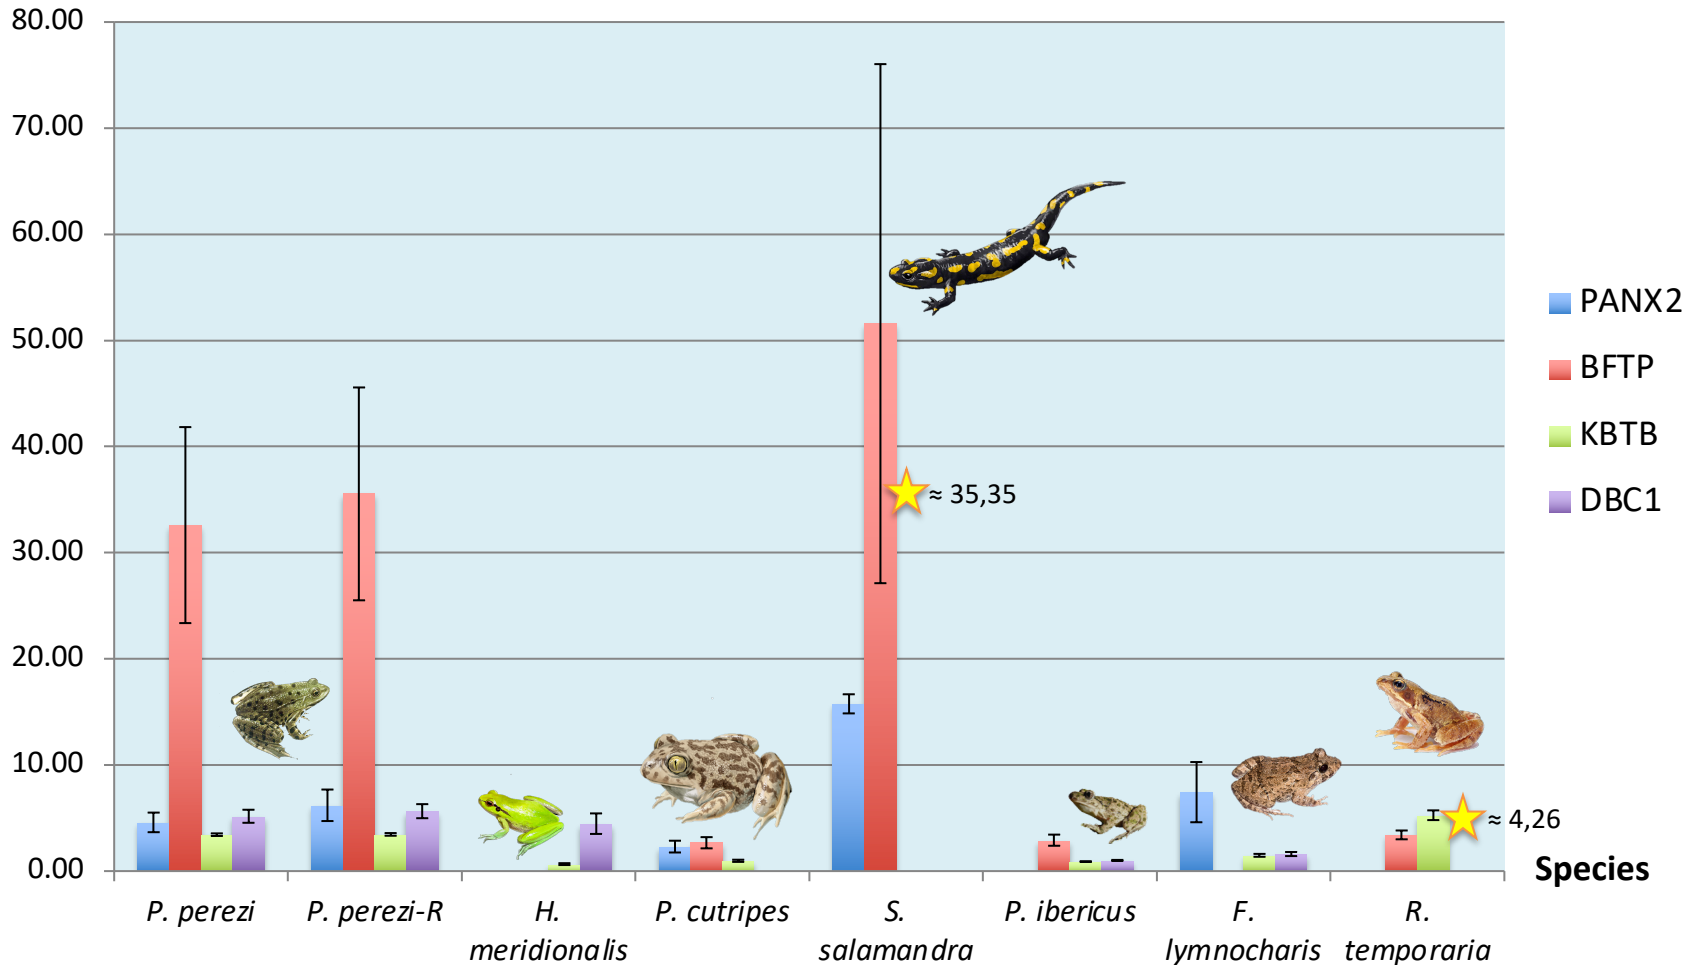 80.00
70.00
60.00
50.00
40.00
30.00
20.00
10.00
0.00
≈ 35,35
≈ 4,26
PANX2
BFTP
KBTB
DBC1
Species
P. perezi
P. perezi-R
H.
meridionalis
P. cutripes
S.
salamandra
P. ibericus
F.
lymnocharis
R.
temporaria